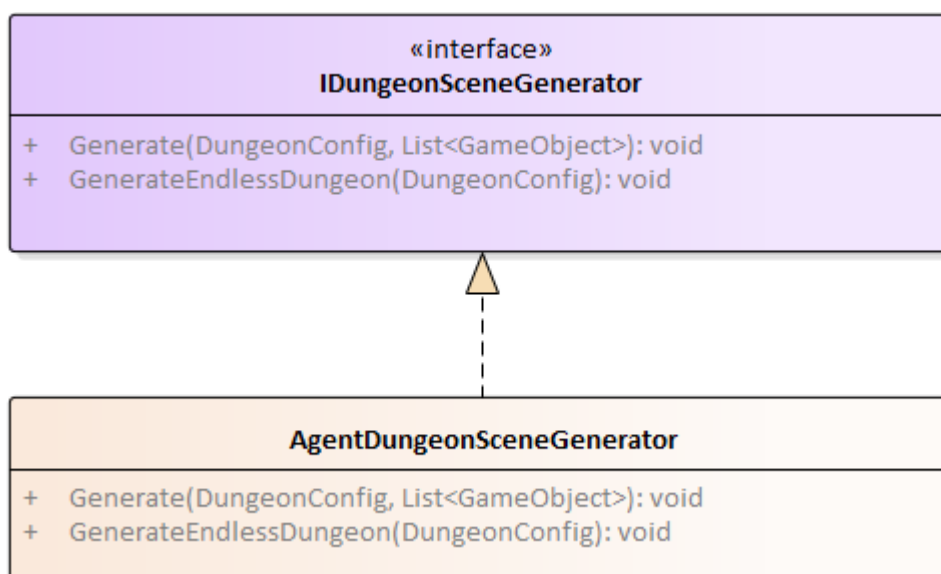 «interface»
IDungeonSceneGenerator
+ Generate(DungeonConfig, List<GameObject>): void
+ GenerateEndlessDungeon(DungeonConfig): void
AgentDungeonSceneGenerator
+ Generate(DungeonConfig, List<GameObject>): void
+ GenerateEndlessDungeon(DungeonConfig): void